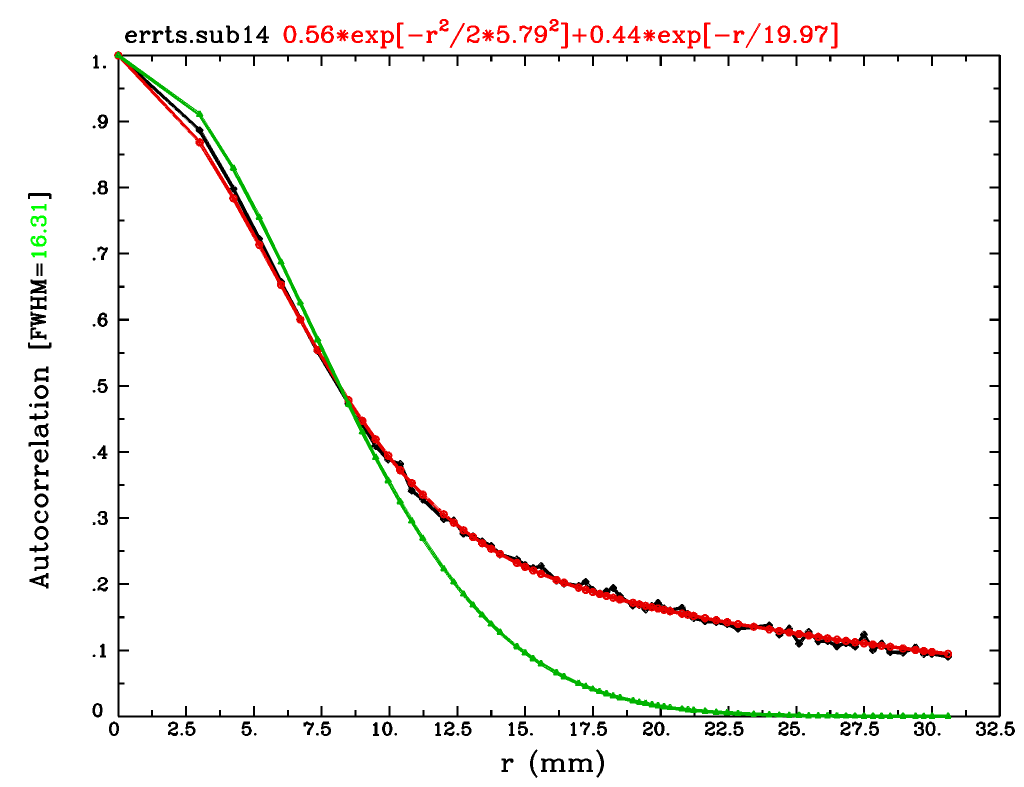 errts.sub14 0.56*exp[-r²/2*5.79²]+0.44*exp[-r/19.97]
1.
.9
.8
.7
.6
.5
.4
.3
.2
.1
0
Autocorrelation [FWHM=16.31]
0. 2.5 5. 7.5 10. 12.5 15. 17.5 20. 22.5 25. 27.5 30. 32.5
r (mm)